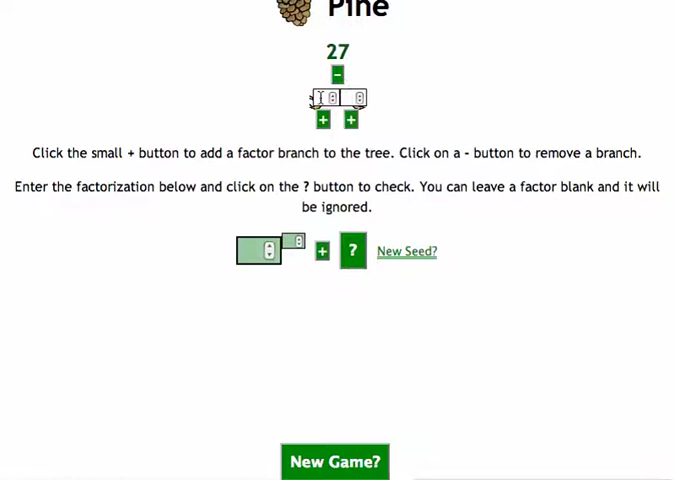 Pine
27
-
+ +
Click the small + button to add a factor branch to the tree. Click on a - button to remove a branch.
Enter the factorization below and click on the ? button to check. You can leave a factor blank and it will
be ignored.
+ ? New Seed?
New Game?